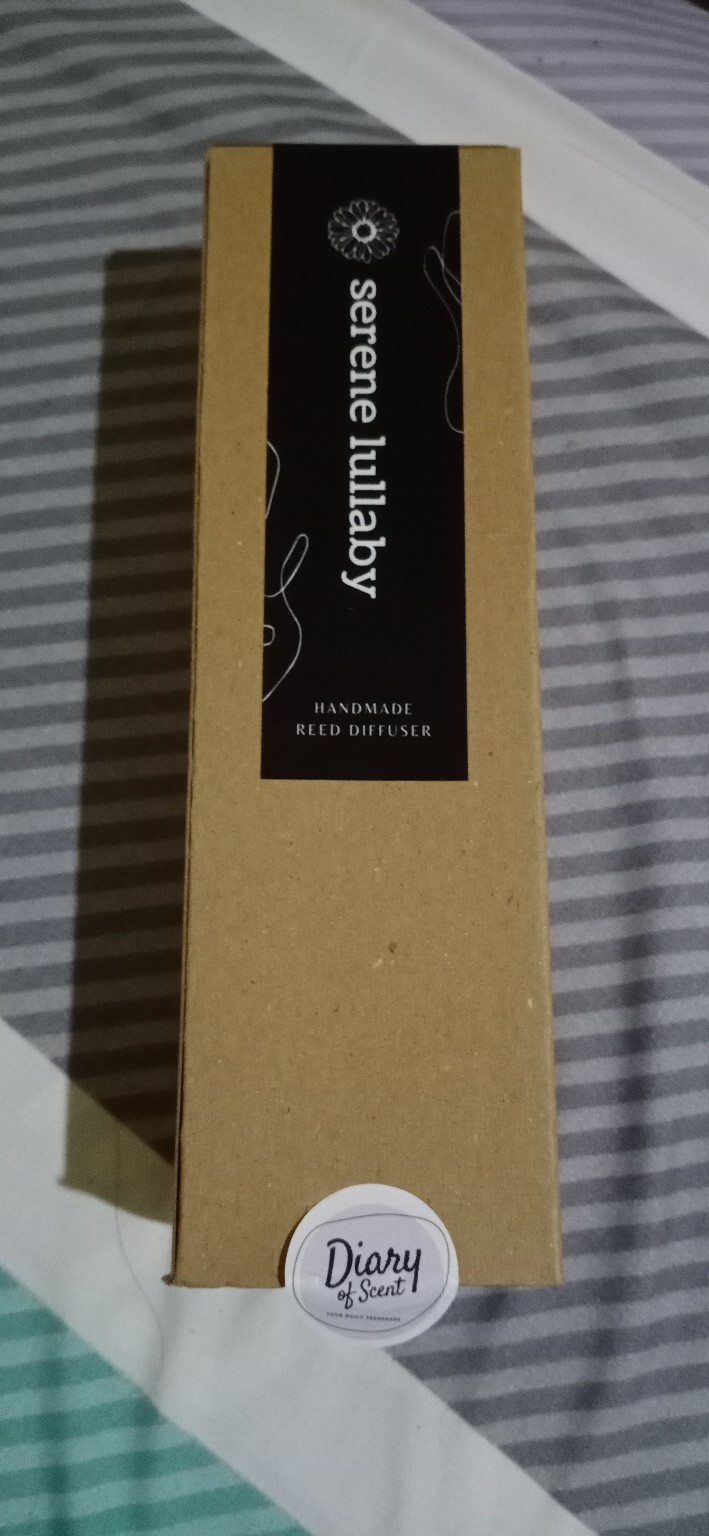 serene lullaby
HANDMADE
REED DIFFUSER
Diary
of Scent